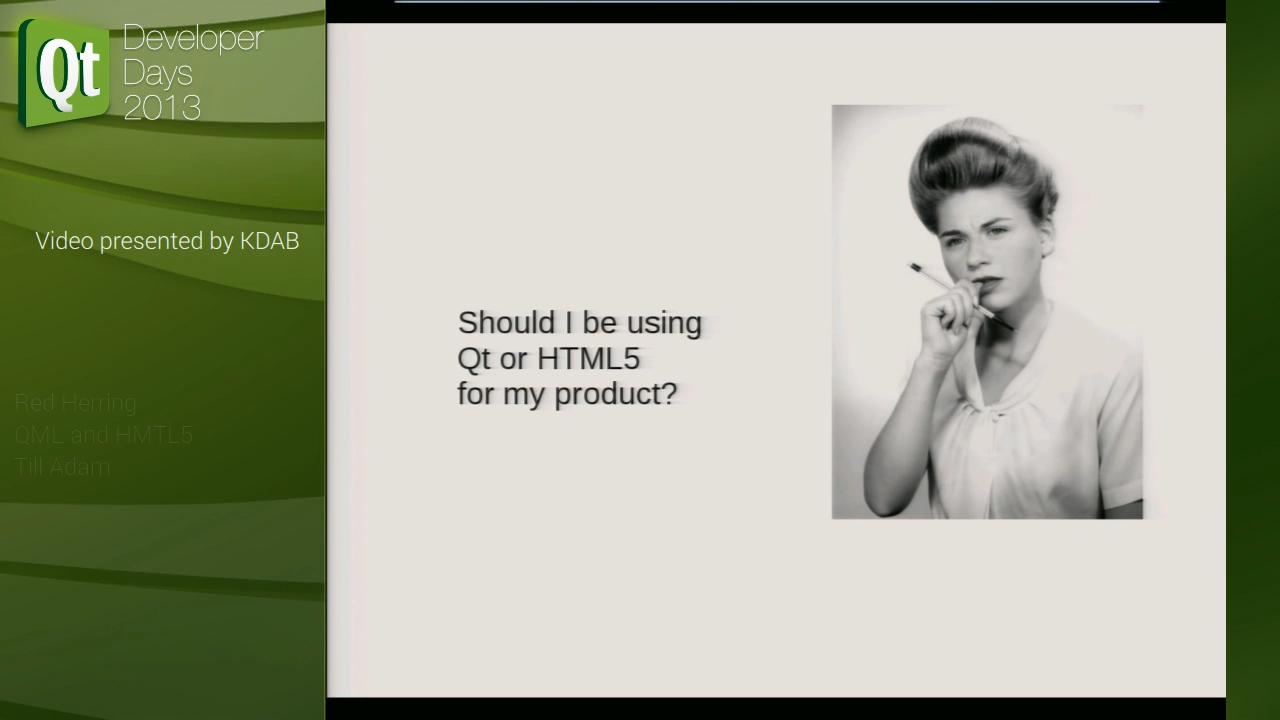 Qt
Developer
Days
2013
Video presented by KDAB
Red Herring
QML and HMTL5
Till Adam
Should I be using
Qt or HTML5
for my product?